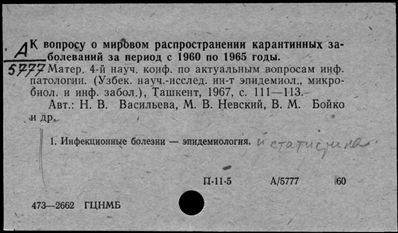 А К вопросу о мировом распространении карантинных за-
5777 болеваний за период с 1960 по 1965 годы.
Матер. 4-й науч. конф. по актуальным вопросам инф.
патологии. (Узбек. науч.-исслед. ин-т эпидемиол., микро-
биол. и инф. забол.), Ташкент, 1967, с. 111—113.
Авт.: Н. В. Васильева, М. В. Невский, В. М. Бойко
и др.
1. Инфекционные болезни — эпидемиология. и статистика.
П-11-5 А/5777 60
473—2662 ГЦНМБ